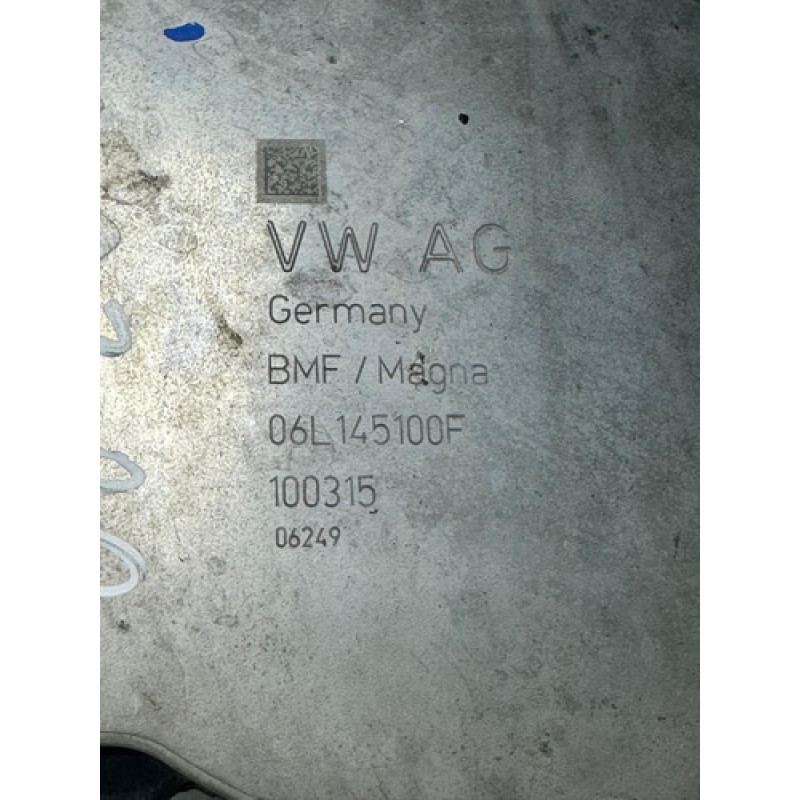 VW AG
Germany
BMF / Magna
06L145100F
100315
06249